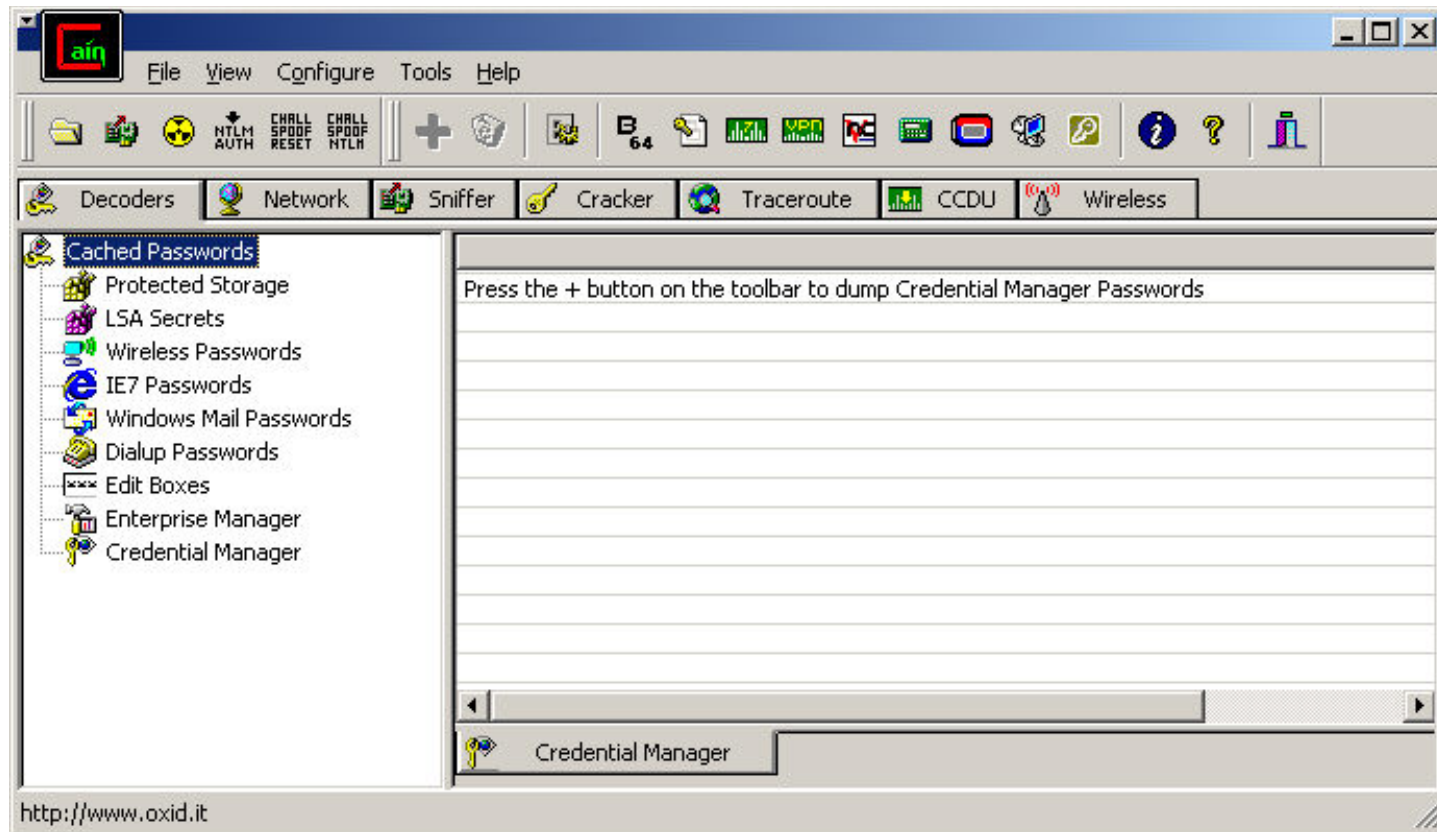 Cain
File View Configure Tools Help
NTLM AUTH CHALL SPOOF RESET CHALL SPOOF NTLM B64 VPN
Decoders Network Sniffer Cracker Traceroute CCDU Wireless
Cached Passwords
Protected Storage
LSA Secrets
Wireless Passwords
IE7 Passwords
Windows Mail Passwords
Dialup Passwords
Edit Boxes
Enterprise Manager
Credential Manager
Press the + button on the toolbar to dump Credential Manager Passwords
Credential Manager
http://www.oxid.it